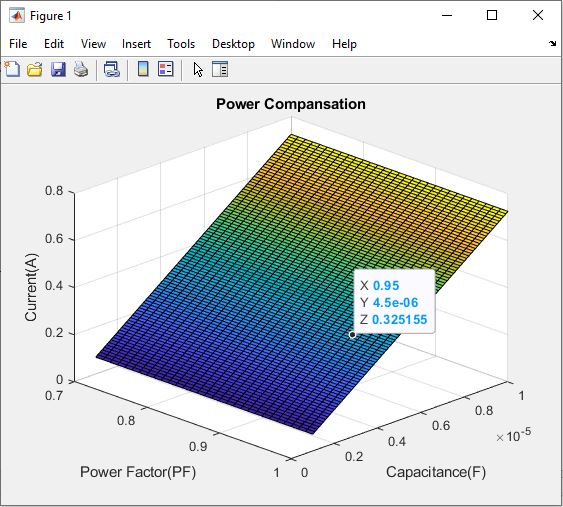 Figure 1
File Edit View Insert Tools Desktop Window Help
Power Compansation
0.8
0.6
0.4
0.2
0
Current(A)
X 0.95
Y 4.5e-06
Z 0.325155
0.7
0.8
0.9
1
Power Factor(PF)
0
0.2
0.4
0.6
0.8
1
×10-5
Capacitance(F)